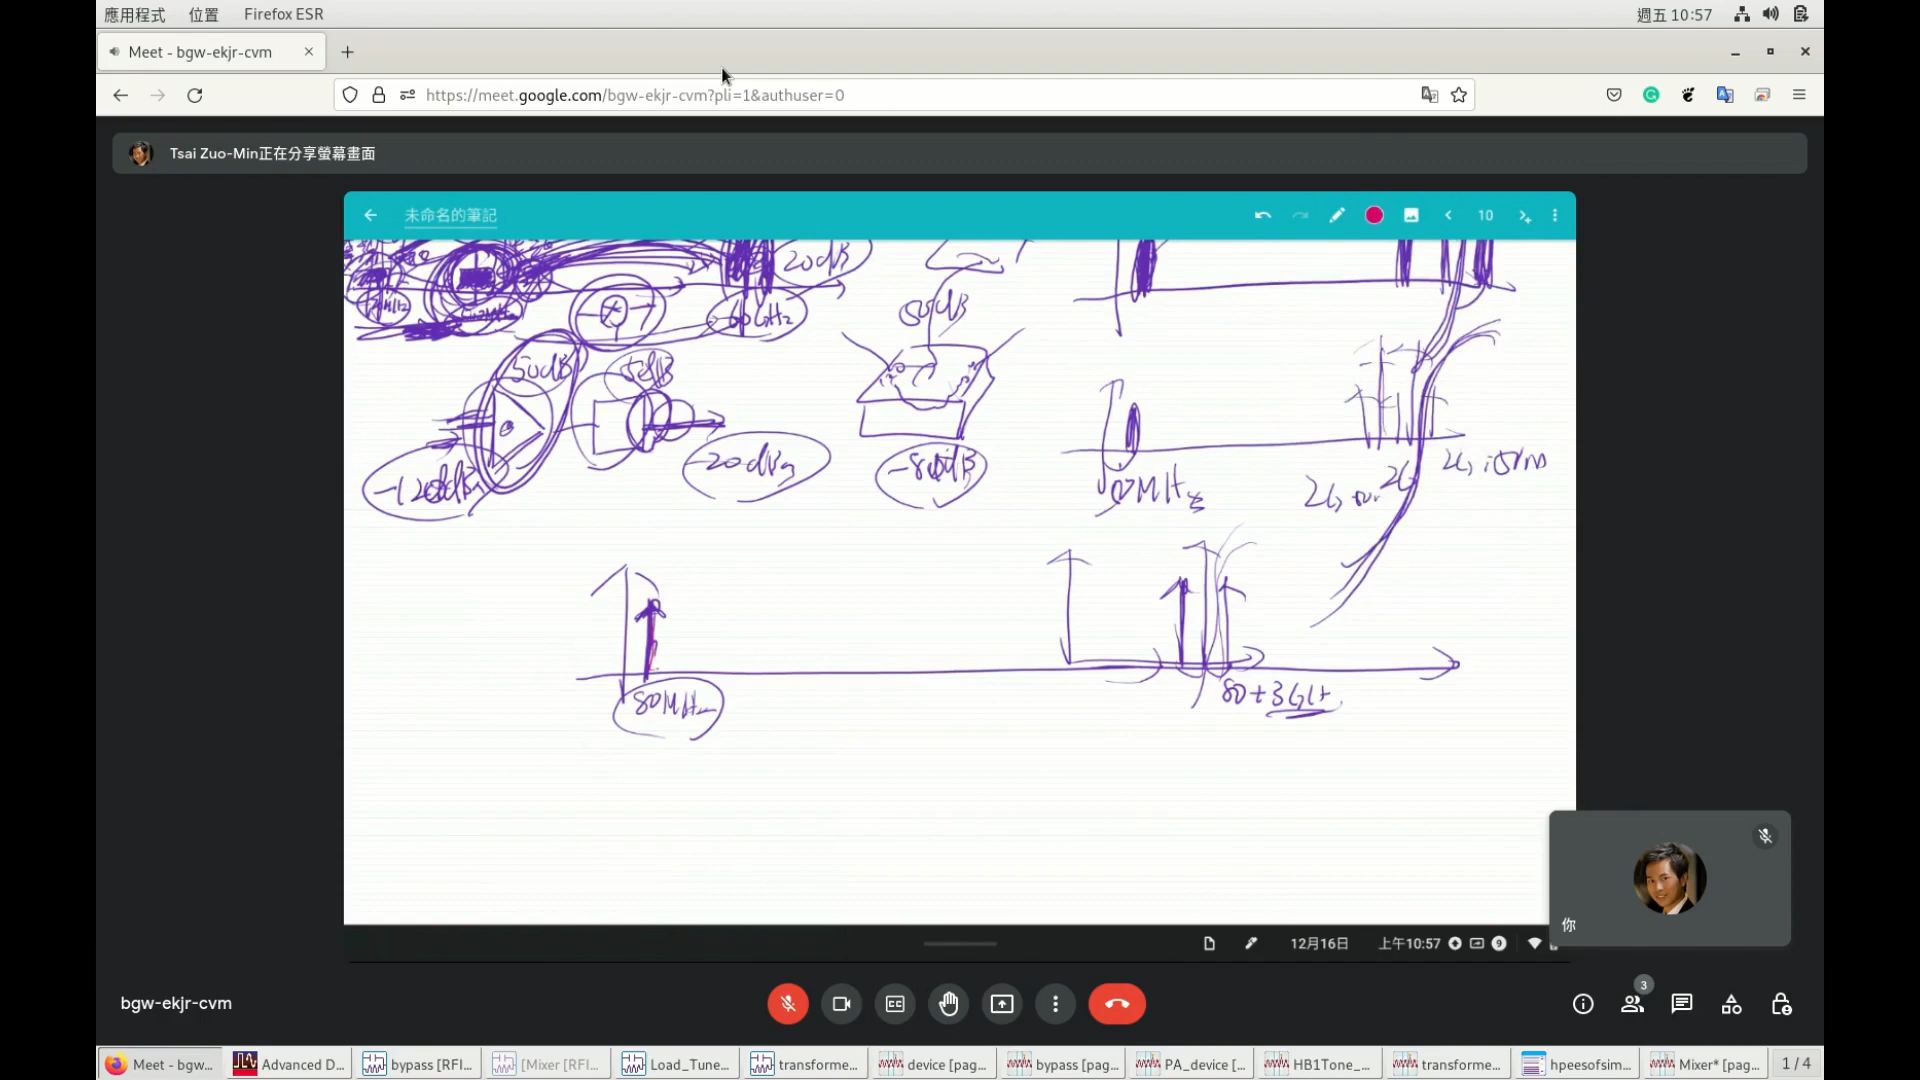 應用程式 位置 Firefox ESR 週五 10:57
Meet - bgw-ekjr-cvm
https://meet.google.com/bgw-ekjr-cvm?pli=1&authuser=0
Tsai Zuo-Min正在分享螢幕畫面
未命名的筆記 10
20dB
60GHz
50dB
50dB
5dB
-20dBm
80MHz
80+3G
你
12月16日 上午10:57 9
bgw-ekjr-cvm
3
Meet - bgw... Advanced D... bypass [RFI... [Mixer [RFI... Load_Tune... transforme... device [pag... bypass [pag... PA_device [... HB1Tone_... transforme... hpeesofsim... Mixer* [pag... 1 / 4